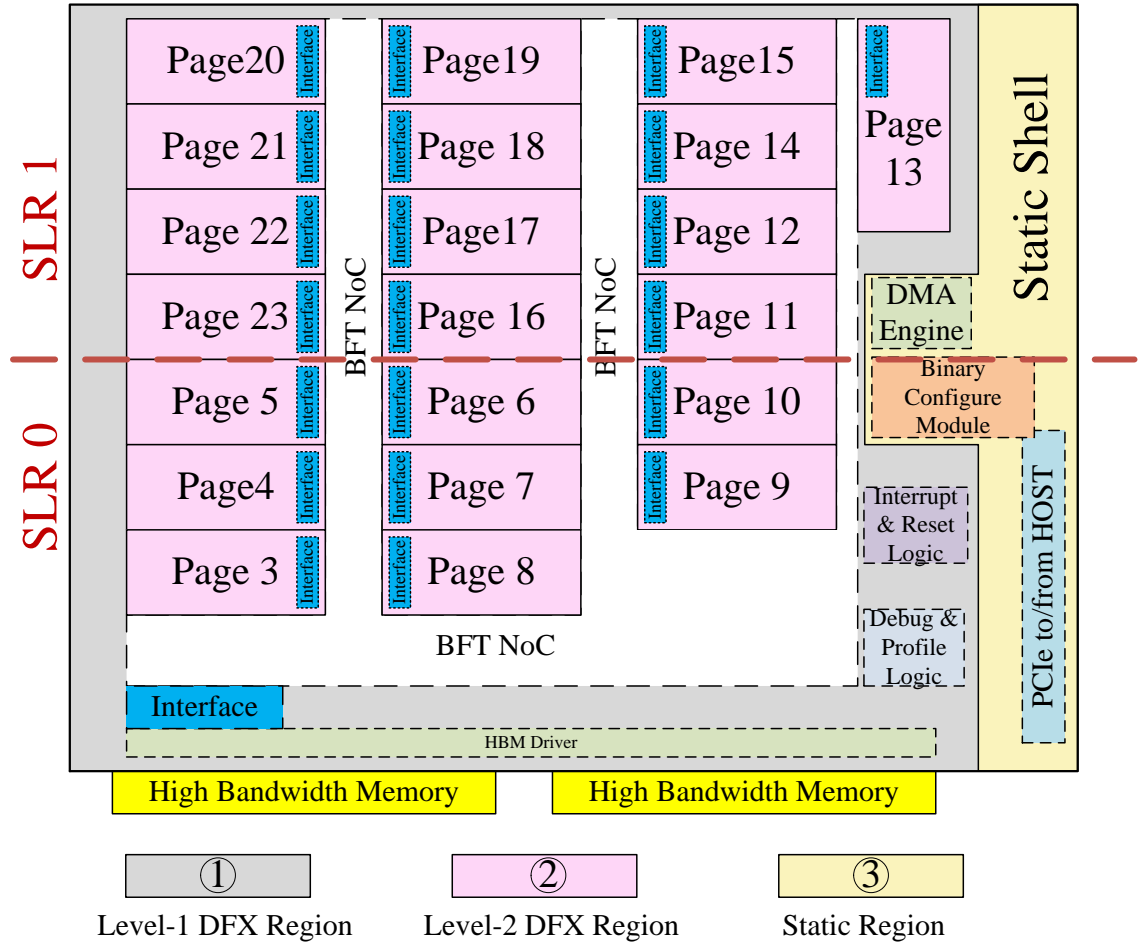 Page20
Interface
Interface
Page19
Interface
Page15
Interface
Page
13
Static Shell
SLR 1
Page 21
Interface
Interface
Page 18
Interface
Page 14
Page 22
Interface
Interface
Page17
Interface
Page 12
BFT NoC
BFT NoC
Page 23
Interface
Interface
Page 16
Interface
Page 11
DMA
Engine
SLR 0
Page 5
Interface
Interface
Page 6
Interface
Page 10
Binary
Configure
Module
Page4
Interface
Interface
Page 7
Interface
Page 9
Interrupt
& Reset
Logic
PCIe to/from HOST
Page 3
Interface
Interface
Page 8
BFT NoC
Debug &
Profile
Logic
Interface
HBM Driver
High Bandwidth Memory
High Bandwidth Memory
1
2
3
Level-1 DFX Region
Level-2 DFX Region
Static Region